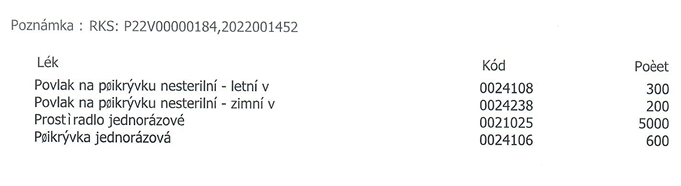 Poznámka : RKS: P22V00000184,2022001452
Lék Kód Poèet
Povlak na pøikrývku nesterilní - letní v 0024108 300
Povlak na pøikrývku nesterilní - zimní v 0024238 200
Prostìradlo jednorázové 0021025 5000
Pøikrývka jednorázová 0024106 600